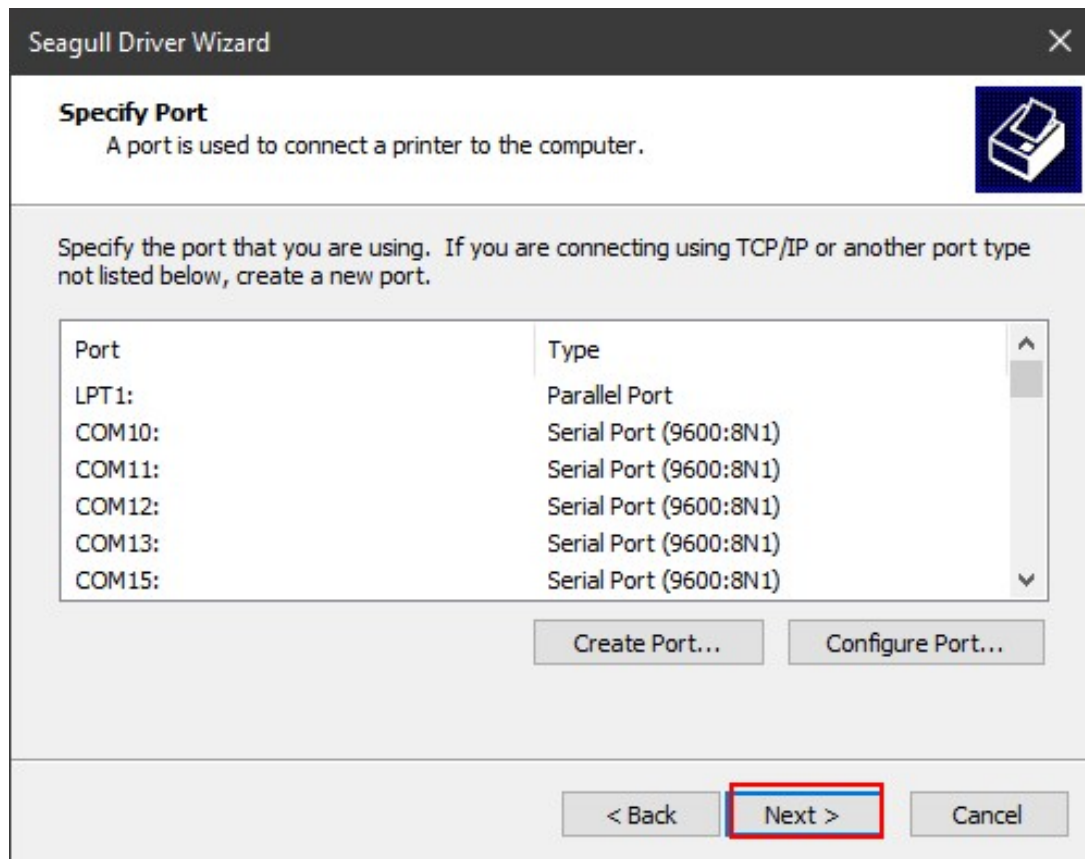 Seagull Driver Wizard
Specify Port
A port is used to connect a printer to the computer.
Specify the port that you are using.  If you are connecting using TCP/IP or another port type
not listed below, create a new port.
Port Type
LPT1: Parallel Port
COM10: Serial Port (9600:8N1)
COM11: Serial Port (9600:8N1)
COM12: Serial Port (9600:8N1)
COM13: Serial Port (9600:8N1)
COM15: Serial Port (9600:8N1)
Create Port... Configure Port...
< Back Next > Cancel